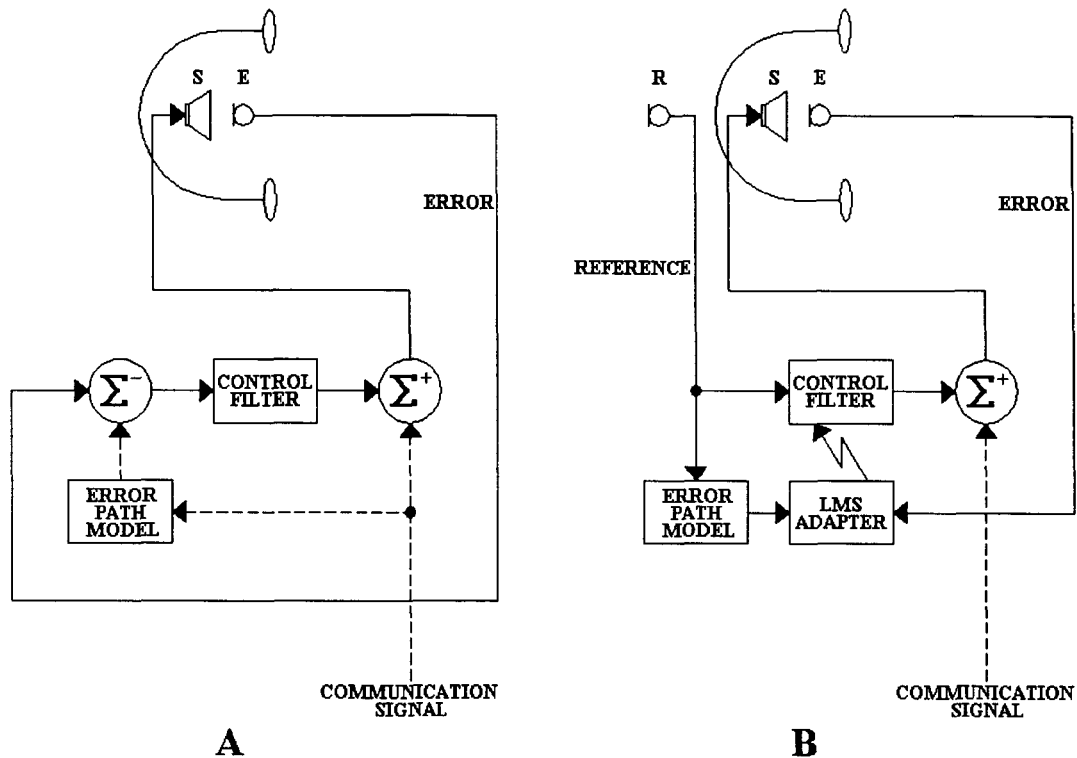 S E
ERROR
Σ⁻
CONTROL
FILTER
Σ⁺
ERROR
PATH
MODEL
COMMUNICATION
SIGNAL
A
R S E
ERROR
REFERENCE
CONTROL
FILTER
Σ⁺
ERROR
PATH
MODEL
LMS
ADAPTER
COMMUNICATION
SIGNAL
B